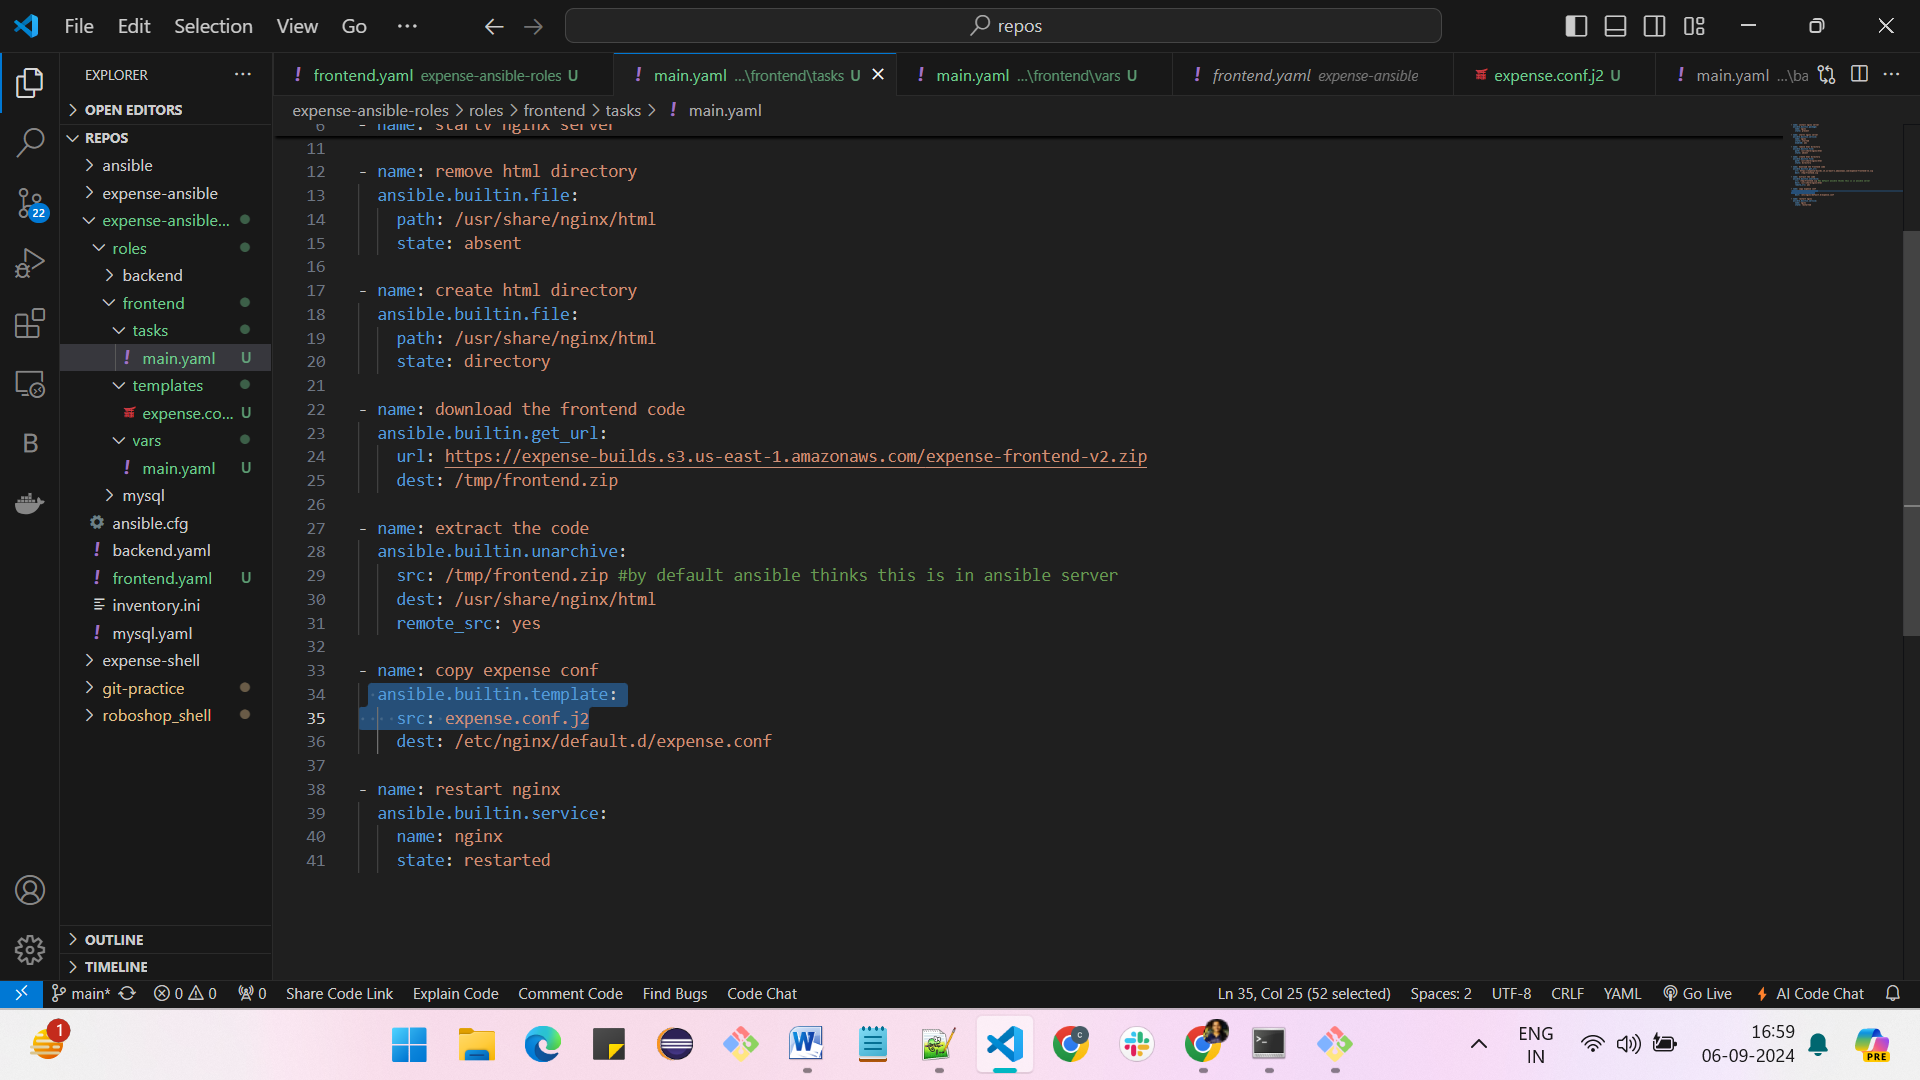 File Edit Selection View Go ··· repos
EXPLORER ···
frontend.yaml expense-ansible-roles U
main.yaml ...\frontend\tasks U
main.yaml ...\frontend\vars U
frontend.yaml expense-ansible
expense.conf.j2 U
main.yaml ...\ba
expense-ansible-roles > roles > frontend > tasks > ! main.yaml
OPEN EDITORS
REPOS
ansible
expense-ansible
expense-ansible...
roles
backend
frontend
tasks
main.yaml U
templates
expense.co... U
vars
main.yaml U
mysql
ansible.cfg
backend.yaml
frontend.yaml U
inventory.ini
mysql.yaml
expense-shell
git-practice
roboshop_shell
OUTLINE
TIMELINE
22
B
6 - name: startv nginx server
11
12 - name: remove html directory
13 ansible.builtin.file:
14 path: /usr/share/nginx/html
15 state: absent
16
17 - name: create html directory
18 ansible.builtin.file:
19 path: /usr/share/nginx/html
20 state: directory
21
22 - name: download the frontend code
23 ansible.builtin.get_url:
24 url: https://expense-builds.s3.us-east-1.amazonaws.com/expense-frontend-v2.zip
25 dest: /tmp/frontend.zip
26
27 - name: extract the code
28 ansible.builtin.unarchive:
29 src: /tmp/frontend.zip #by default ansible thinks this is in ansible server
30 dest: /usr/share/nginx/html
31 remote_src: yes
32
33 - name: copy expense conf
34 ansible.builtin.template:
35 src: expense.conf.j2
36 dest: /etc/nginx/default.d/expense.conf
37
38 - name: restart nginx
39 ansible.builtin.service:
40 name: nginx
41 state: restarted
main* 0 0 0 Share Code Link Explain Code Comment Code Find Bugs Code Chat Ln 35, Col 25 (52 selected) Spaces: 2 UTF-8 CRLF YAML Go Live AI Code Chat
1
ENG
IN
16:59
06-09-2024
PRE